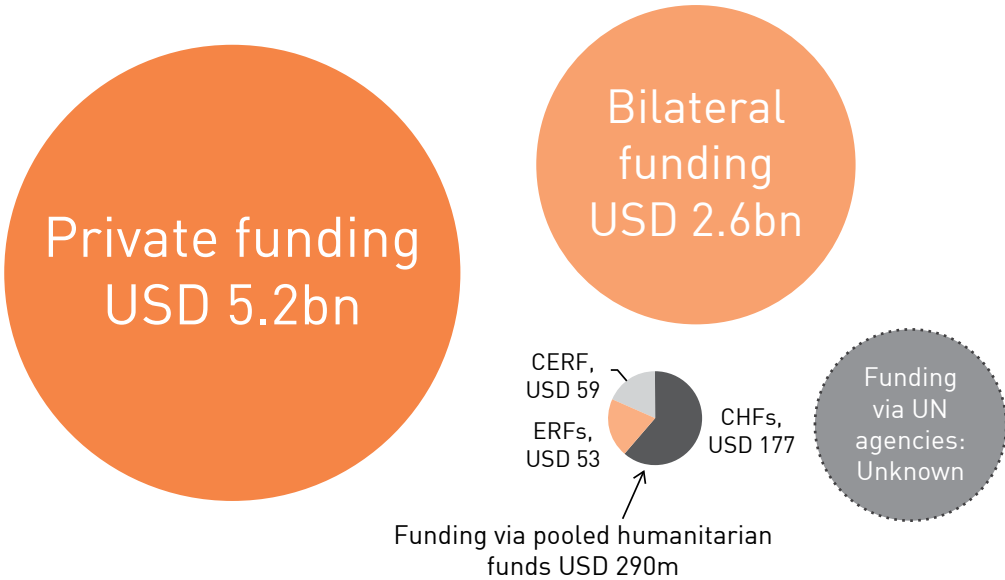 Private funding
USD 5.2bn
Bilateral
funding
USD 2.6bn
CERF,
USD 59
ERFs,
USD 53
CHFs,
USD 177
Funding
via UN
agencies:
Unknown
Funding via pooled humanitarian
funds USD 290m